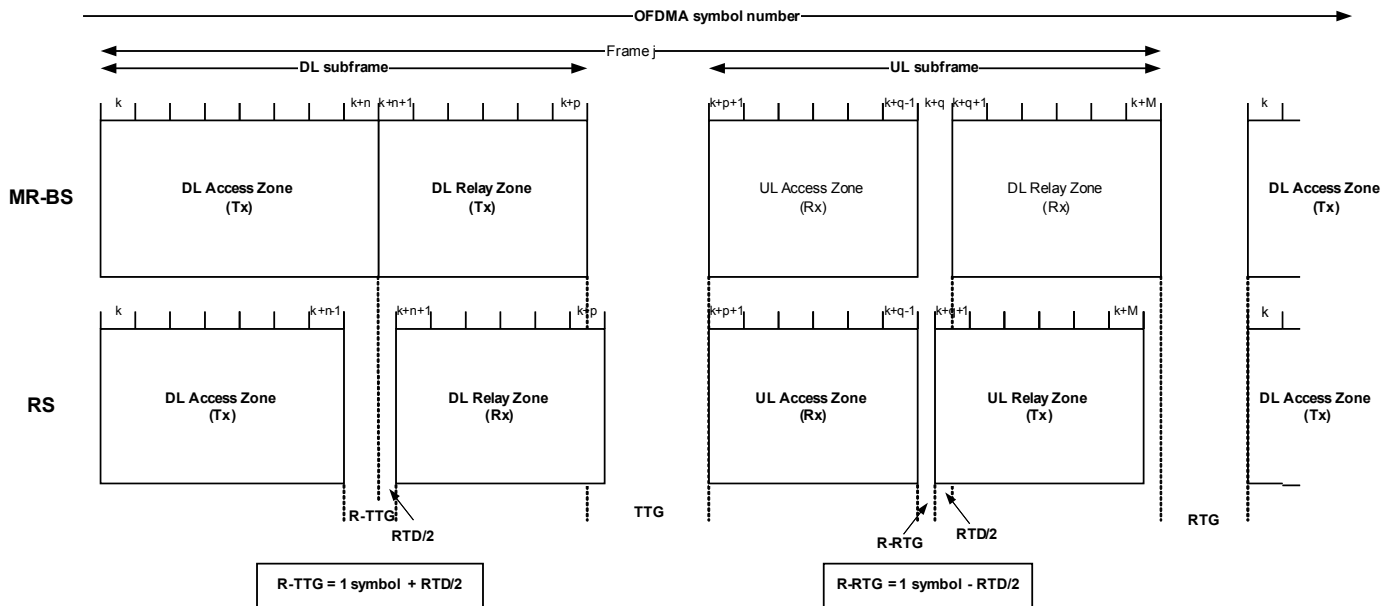 OFDMA symbol number
Frame j
DL subframe
UL subframe
k
k+n
k+n+1
k+p
k+p+1
k+q-1
k+q
k+q+1
k+M
k
MR-BS
DL Access Zone
(Tx)
DL Relay Zone
(Tx)
UL Access Zone
(Rx)
DL Relay Zone
(Rx)
DL Access Zone
(Tx)
k
k+n-1
k+n+1
k+p
k+p+1
k+q-1
k+q+1
k+M
k
RS
DL Access Zone
(Tx)
DL Relay Zone
(Rx)
UL Access Zone
(Rx)
UL Relay Zone
(Tx)
DL Access Zone
(Tx)
R-TTG
RTD/2
TTG
R-RTG
RTD/2
RTG
R-TTG = 1 symbol + RTD/2
R-RTG = 1 symbol - RTD/2